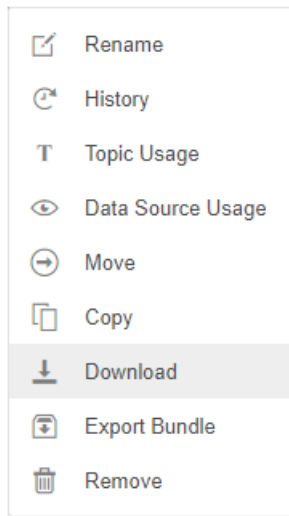 Rename
History
Topic Usage
Data Source Usage
Move
Copy
Download
Export Bundle
Remove